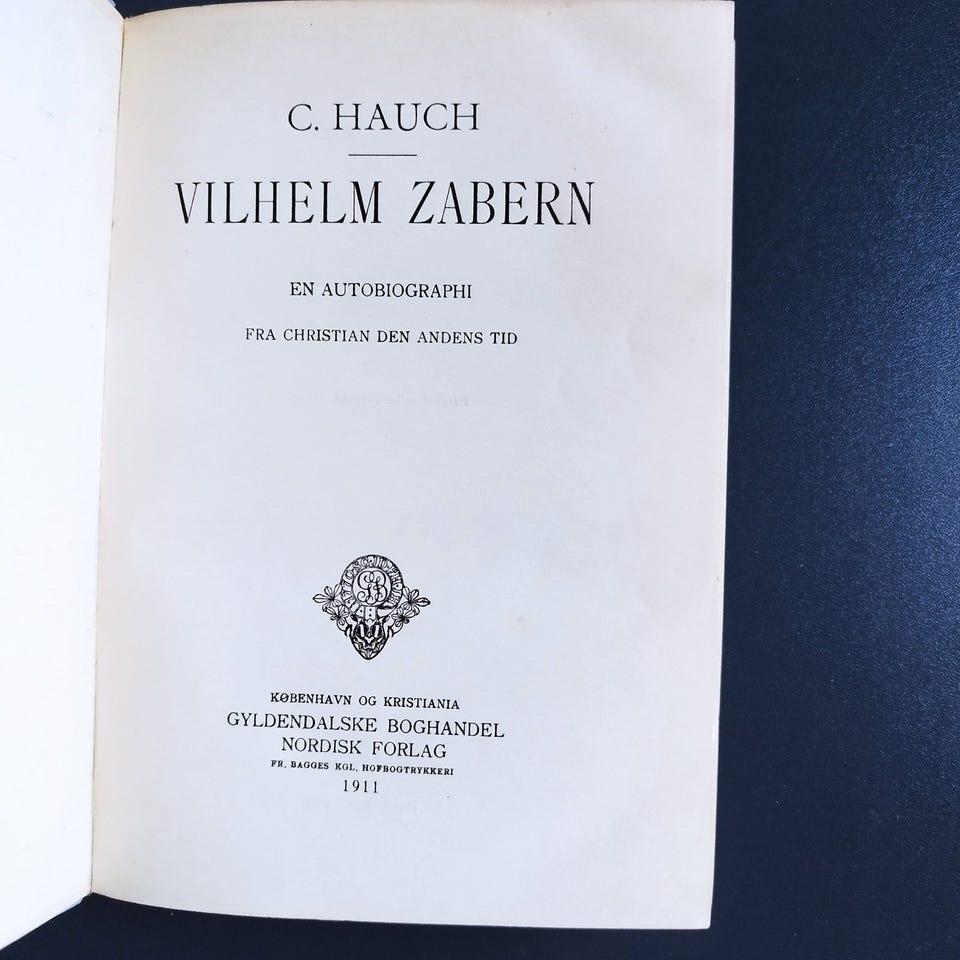 C. HAUCH
VILHELM ZABERN
EN AUTOBIOGRAPHI
FRA CHRISTIAN DEN ANDENS TID
GB
KØBENHAVN OG KRISTIANIA
GYLDENDALSKE BOGHANDEL
NORDISK FORLAG
FR. BAGGES KGL. HOFBOGTRYKKERI
1911